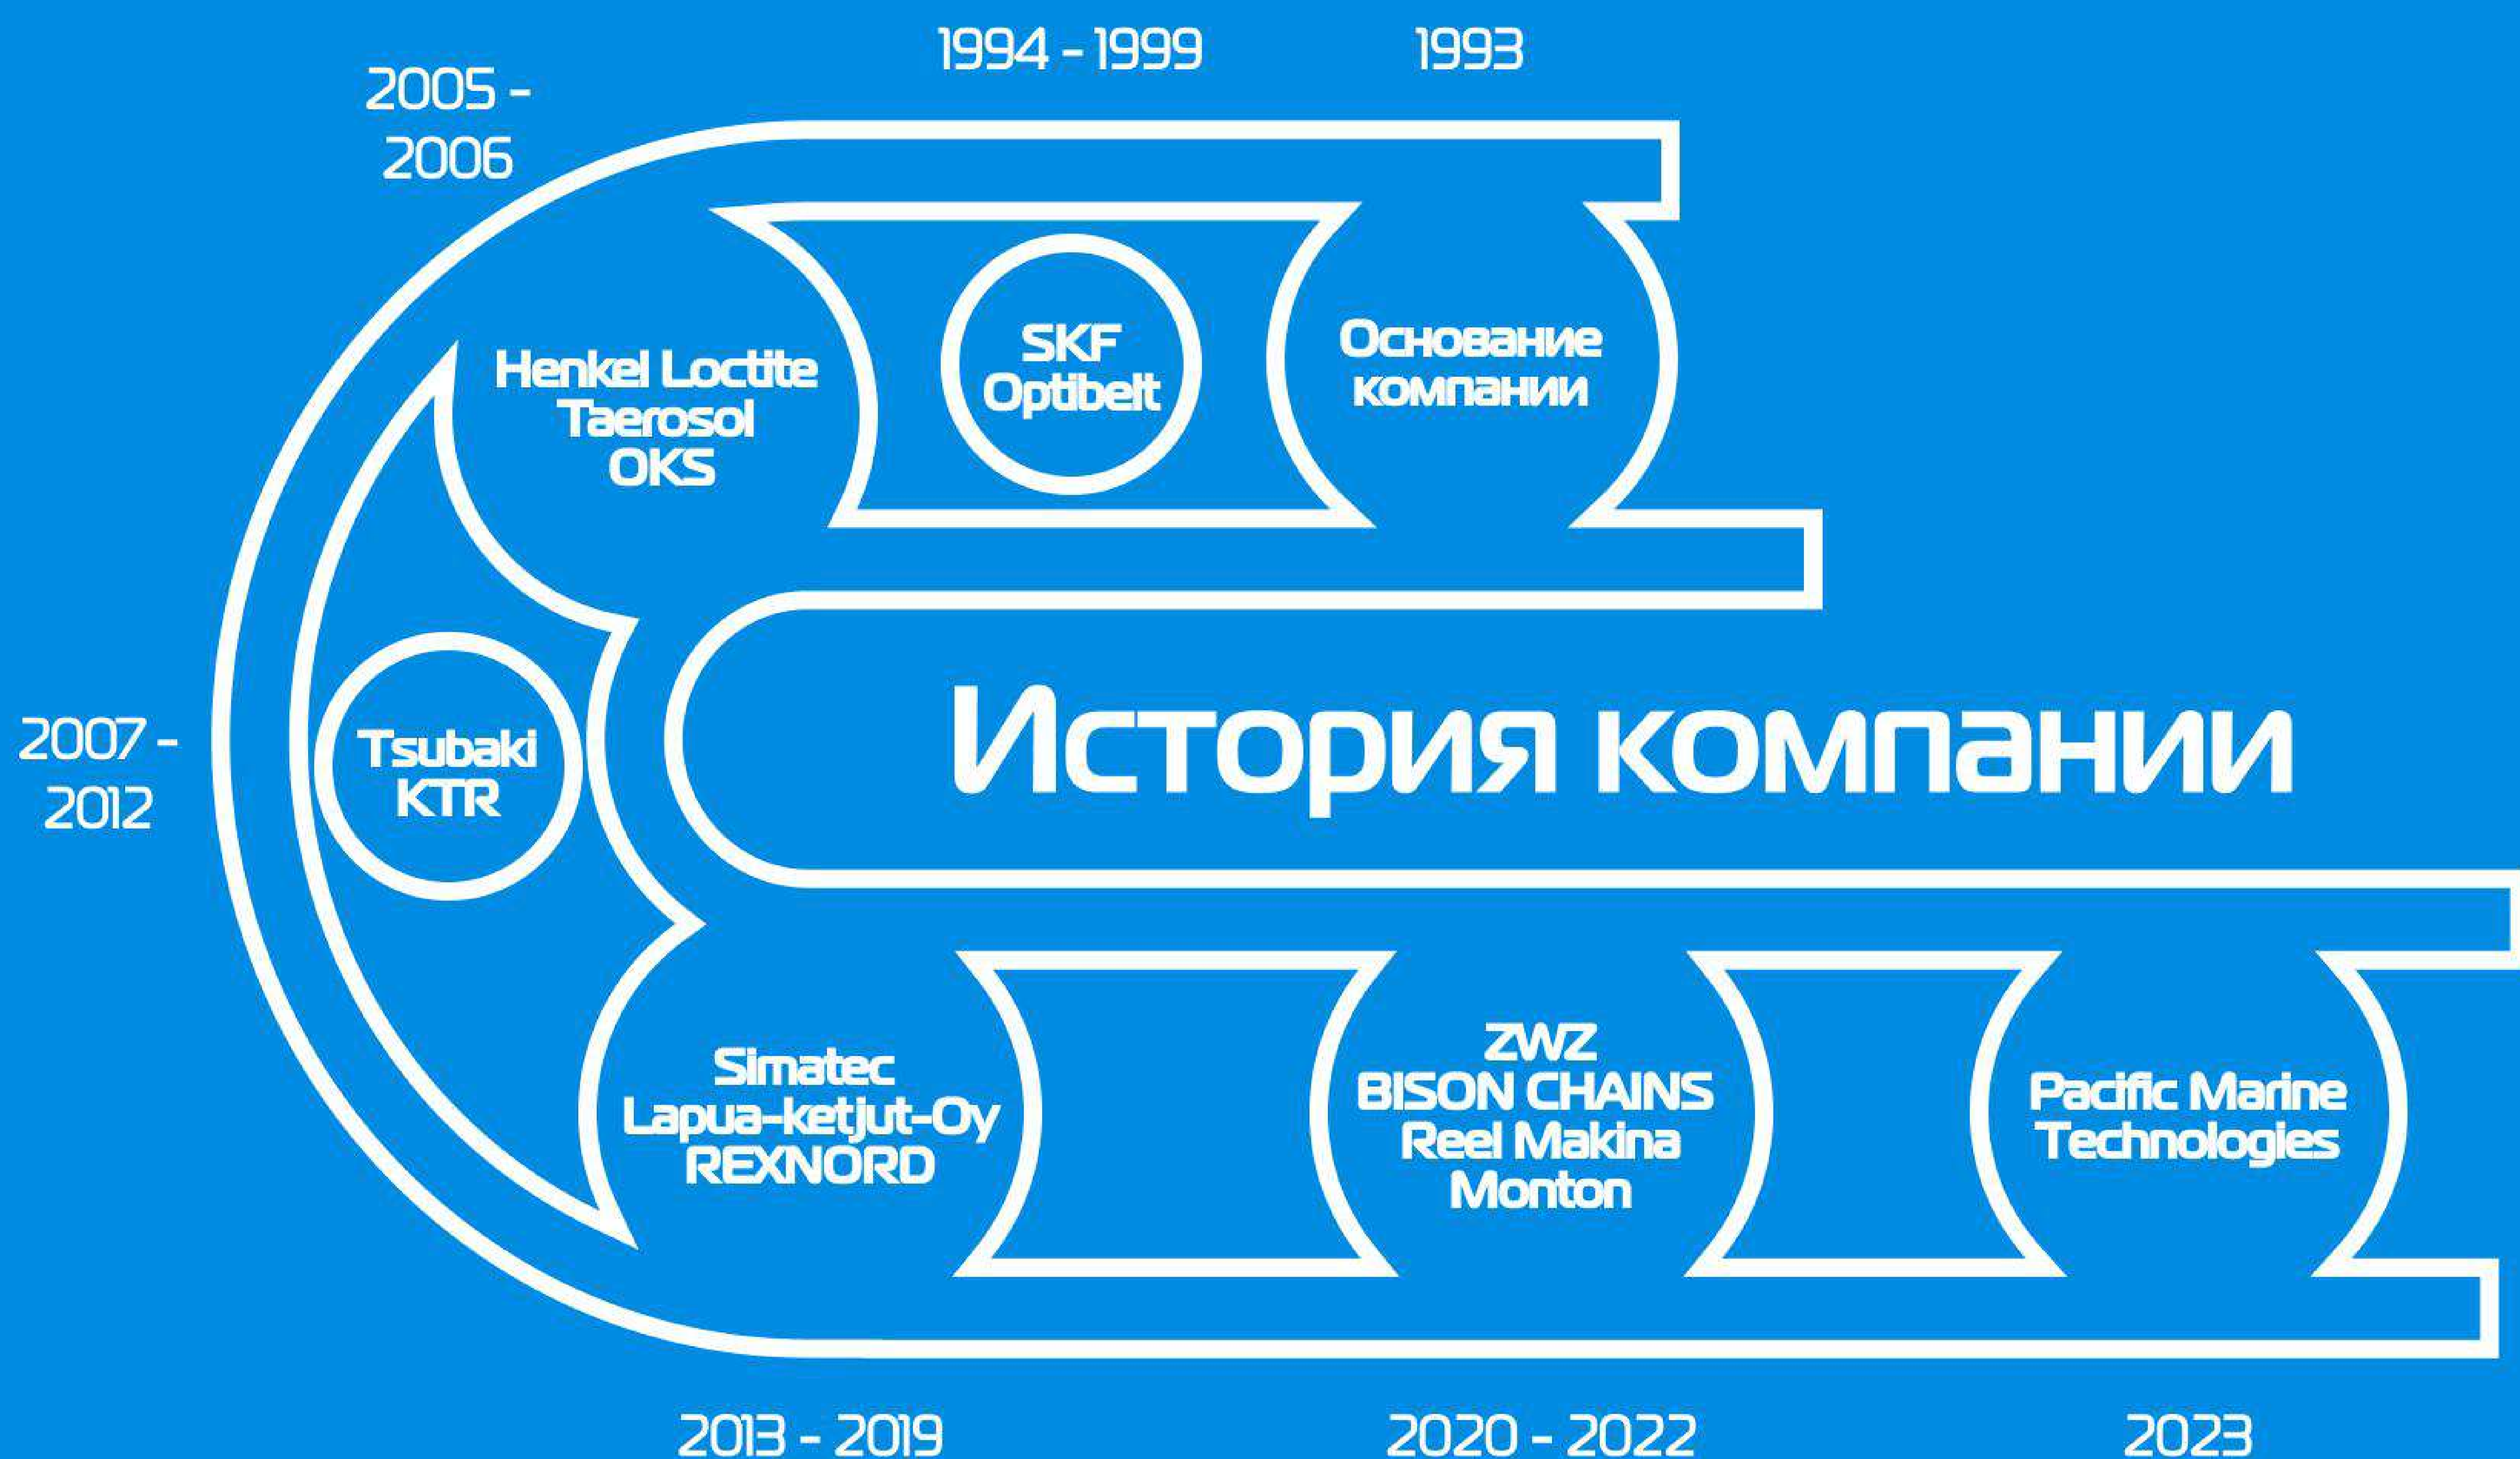 1994 - 1999
1993
2005 -
2006
Henkel Loctite
Taerosol
OKS
SKF
Optibelt
Основание
компании
История компании
2007 -
2012
Tsubaki
KTR
Simatec
Lapua-ketjut-Oy
REXNORD
ZWZ
BISON CHAINS
Reel Makina
Monton
Pacific Marine
Technologies
2013 - 2019
2020 - 2022
2023